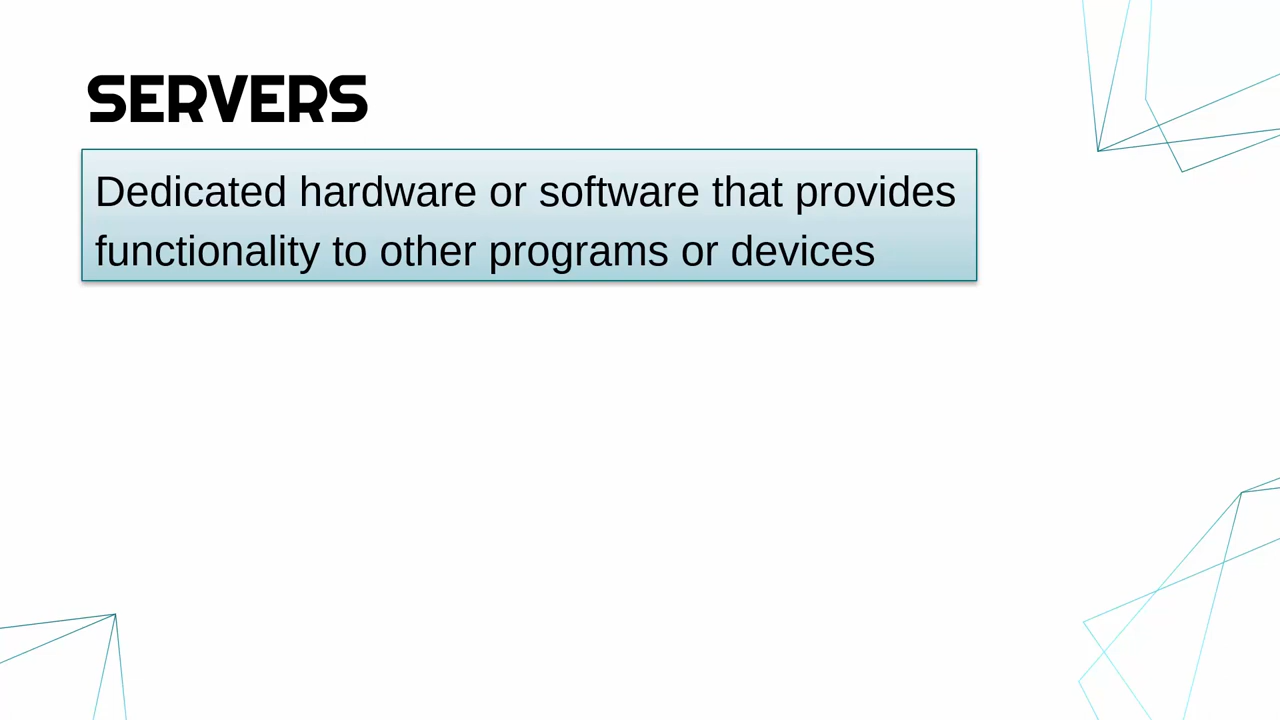 SERVERS
Dedicated hardware or software that provides
functionality to other programs or devices